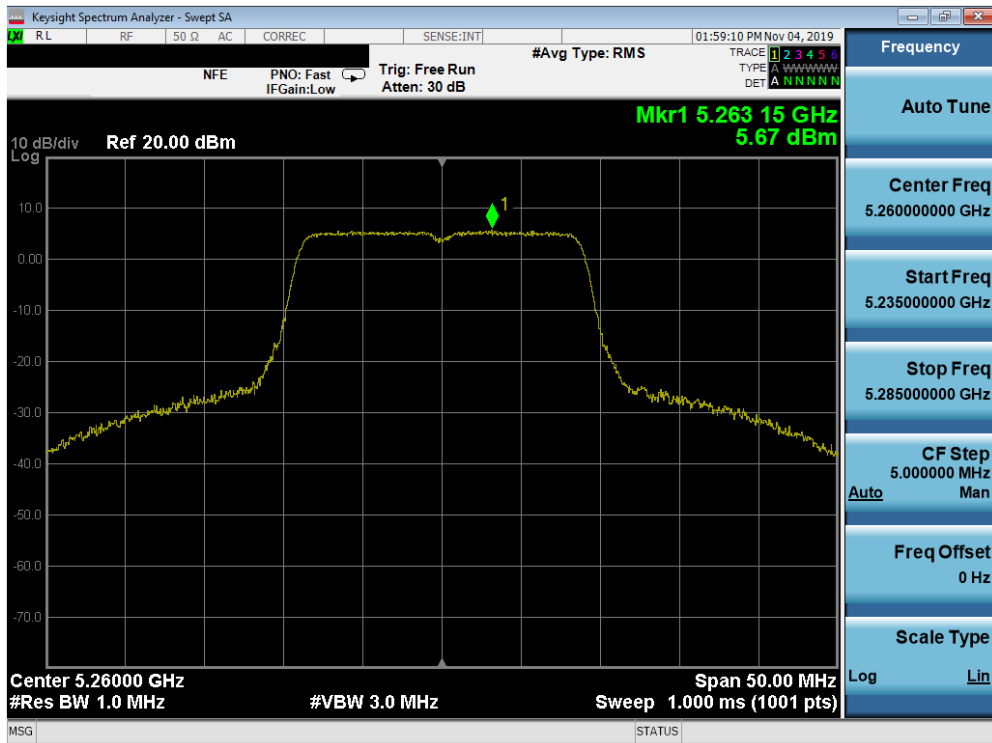 Keysight Spectrum Analyzer - Swept SA
LXI RL RF 50 Ω AC CORREC SENSE:INT 01:59:10 PM Nov 04, 2019
NFE PNO: Fast IFGain:Low Trig: Free Run Atten: 30 dB #Avg Type: RMS
TRACE 1 2 3 4 5 6
TYPE A W W W W W
DET A N N N N N
Mkr1 5.263 15 GHz
5.67 dBm
10 dB/div Ref 20.00 dBm
Log
1
10.0
0.00
-10.0
-20.0
-30.0
-40.0
-50.0
-60.0
-70.0
Center 5.26000 GHz Span 50.00 MHz
#Res BW 1.0 MHz #VBW 3.0 MHz Sweep 1.000 ms (1001 pts)
MSG STATUS
Frequency
Auto Tune
Center Freq
5.260000000 GHz
Start Freq
5.235000000 GHz
Stop Freq
5.285000000 GHz
CF Step
5.000000 MHz
Auto Man
Freq Offset
0 Hz
Scale Type
Log Lin